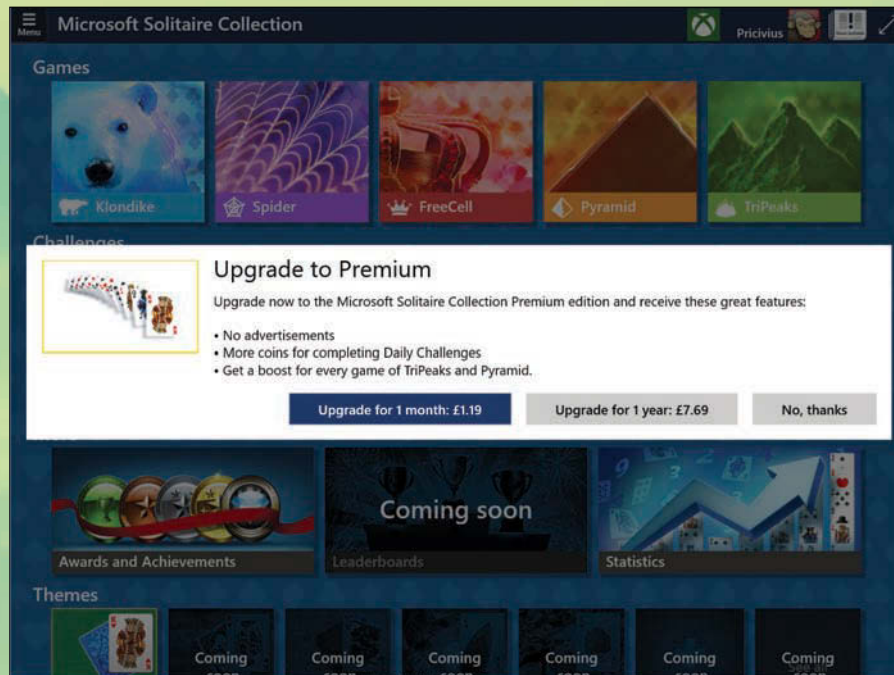 Menu
Microsoft Solitaire Collection
Pricivius
Games
Klondike
Spider
FreeCell
Pyramid
TriPeaks
Challenges
Upgrade to Premium
Upgrade now to the Microsoft Solitaire Collection Premium edition and receive these great features:
• No advertisements
• More coins for completing Daily Challenges
• Get a boost for every game of TriPeaks and Pyramid.
Upgrade for 1 month: £1.19
Upgrade for 1 year: £7.69
No, thanks
Coming soon
Awards and Achievements
Leaderboards
Statistics
Themes
Coming
Coming
Coming
Coming
Coming
Coming
See all